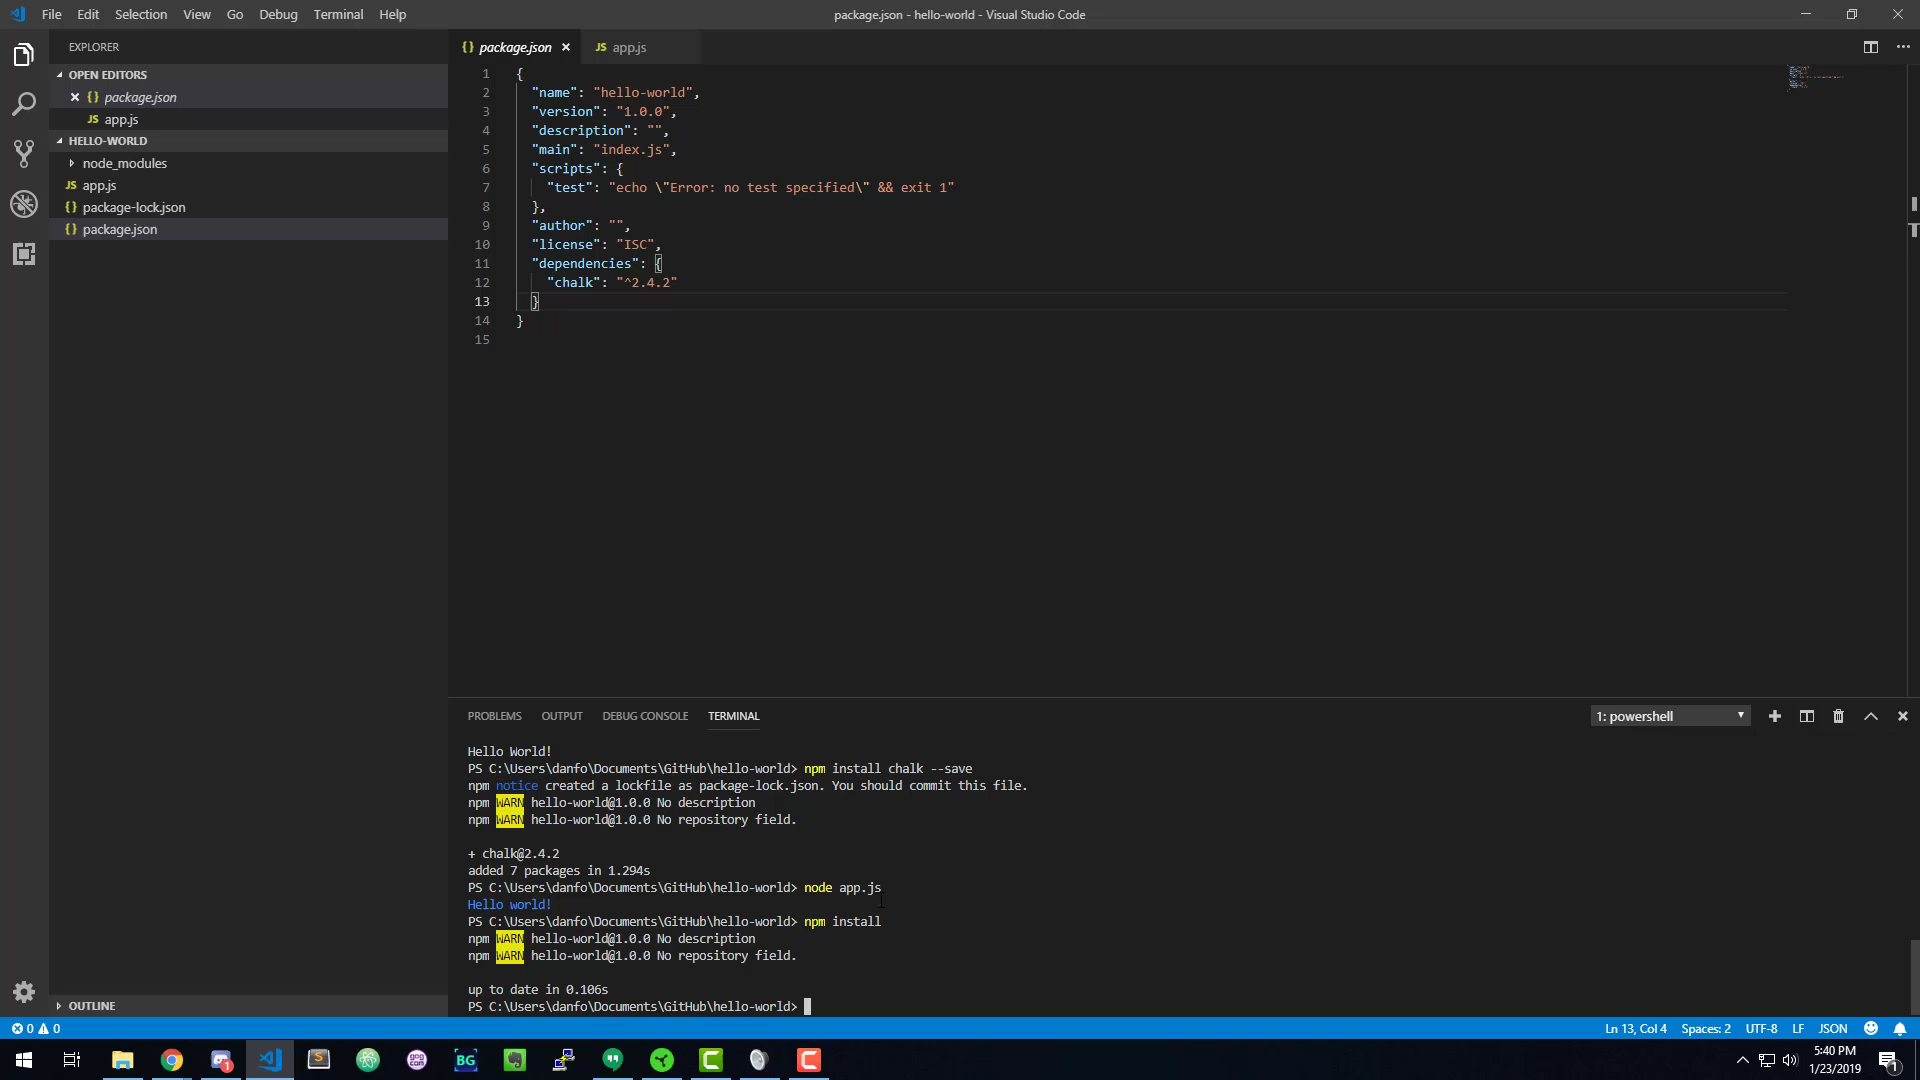 File Edit Selection View Go Debug Terminal Help
package.json - hello-world - Visual Studio Code
EXPLORER
OPEN EDITORS
{} package.json
JS app.js
HELLO-WORLD
node_modules
JS app.js
{} package-lock.json
{} package.json
OUTLINE
{} package.json
JS app.js
1 {
2 "name": "hello-world",
3 "version": "1.0.0",
4 "description": "",
5 "main": "index.js",
6 "scripts": {
7 "test": "echo \"Error: no test specified\" && exit 1"
8 },
9 "author": "",
10 "license": "ISC",
11 "dependencies": {
12 "chalk": "^2.4.2"
13 }
14 }
15
PROBLEMS OUTPUT DEBUG CONSOLE TERMINAL
1: powershell
Hello World!
PS C:\Users\danfo\Documents\GitHub\hello-world> npm install chalk --save
npm notice created a lockfile as package-lock.json. You should commit this file.
npm WARN hello-world@1.0.0 No description
npm WARN hello-world@1.0.0 No repository field.
+ chalk@2.4.2
added 7 packages in 1.294s
PS C:\Users\danfo\Documents\GitHub\hello-world> node app.js
Hello world!
PS C:\Users\danfo\Documents\GitHub\hello-world> npm install
npm WARN hello-world@1.0.0 No description
npm WARN hello-world@1.0.0 No repository field.
up to date in 0.106s
PS C:\Users\danfo\Documents\GitHub\hello-world>
0 0
Ln 13, Col 4 Spaces: 2 UTF-8 LF JSON
1
S
gog com
BG
5:40 PM
1/23/2019
1